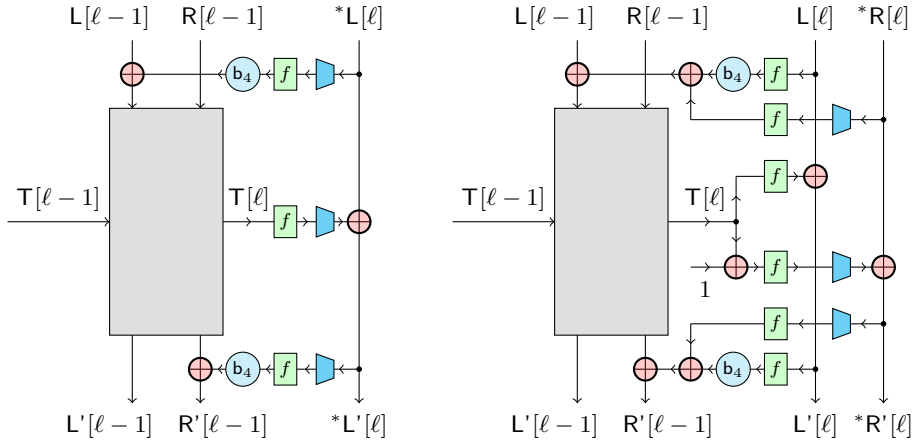 L[ℓ−1] R[ℓ−1] *L[ℓ] L[ℓ−1] R[ℓ−1] L[ℓ] *R[ℓ]
b₄ f b₄ f
f
T[ℓ−1] T[ℓ] f T[ℓ−1] T[ℓ] f
1 f
f
b₄ f b₄ f
L'[ℓ−1] R'[ℓ−1] *L'[ℓ] L'[ℓ−1] R'[ℓ−1] L'[ℓ] *R'[ℓ]